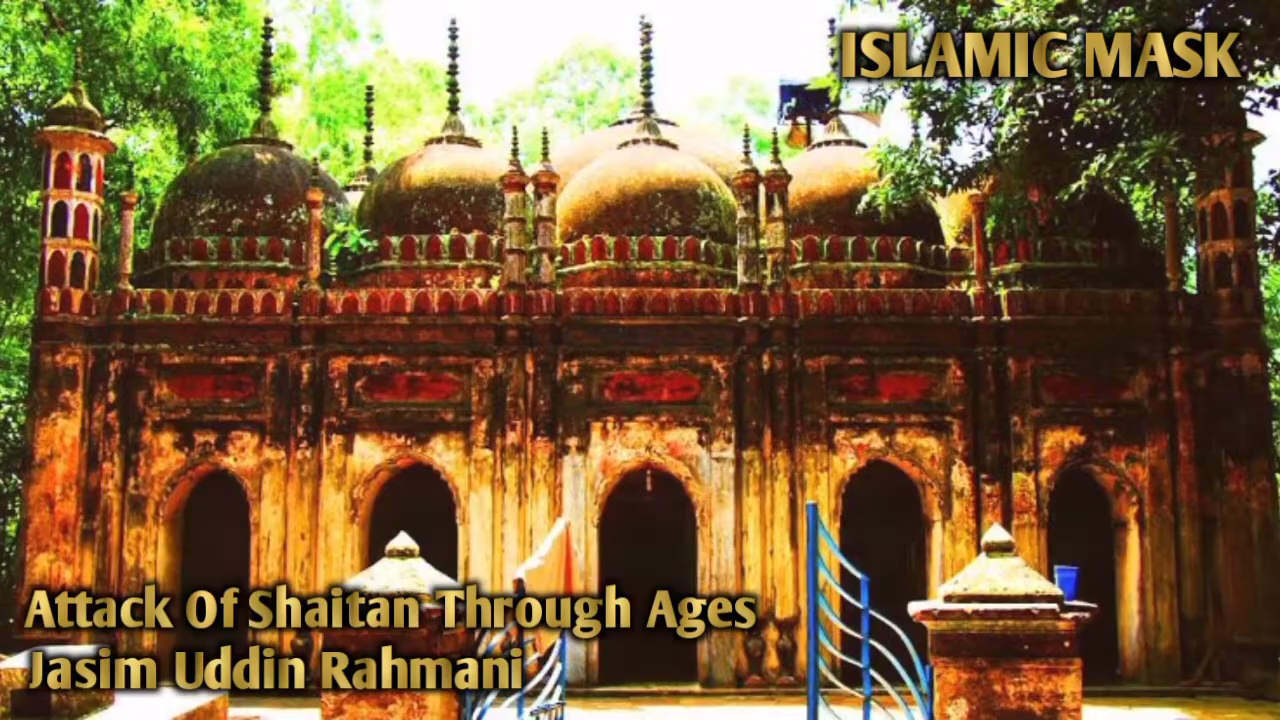 ISLAMIC MASK
Attack Of Shaitan Through Ages
Jasim Uddin Rahmani